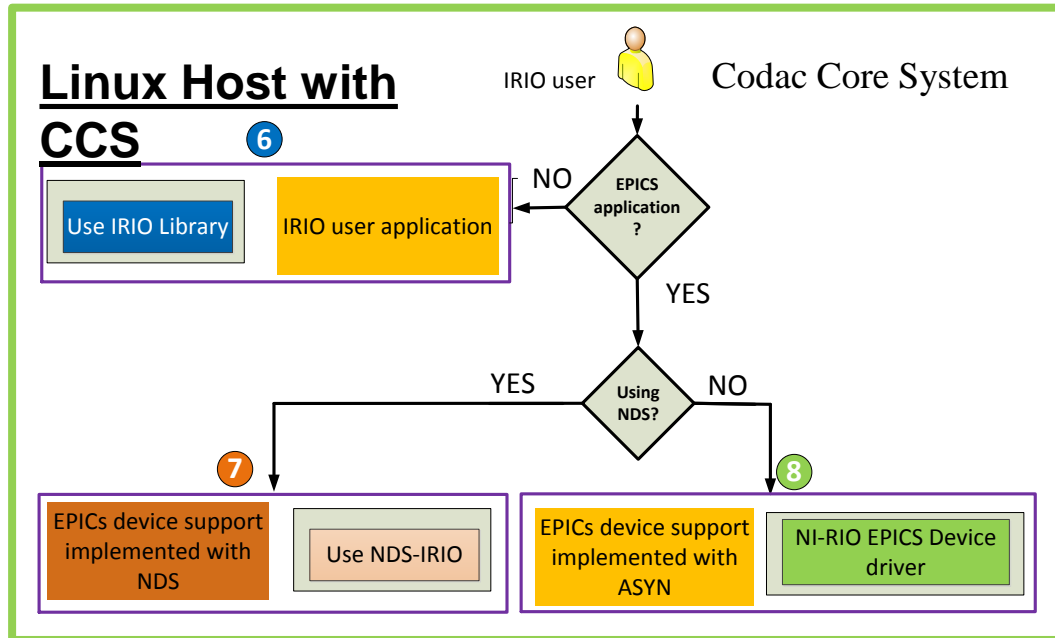 Linux Host with
CCS
IRIO user
Codac Core System
6
Use IRIO Library
IRIO user application
NO
EPICS
application
?
YES
Using
NDS?
YES
NO
7
EPICs device support
implemented with
NDS
Use NDS-IRIO
8
EPICs device support
implemented with
ASYN
NI-RIO EPICS Device
driver